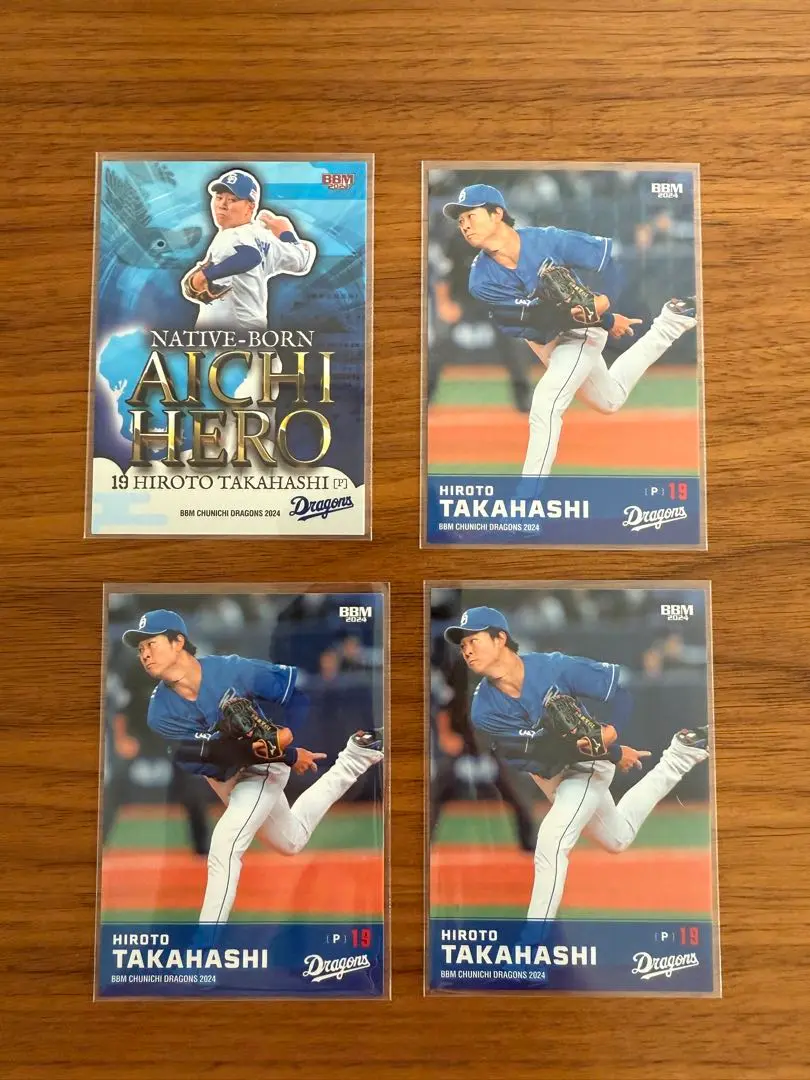 BBM
2024
NATIVE-BORN
AICHI
HERO
19 HIROTO TAKAHASHI [P]
BBM CHUNICHI DRAGONS 2024 Dragons
BBM
2024
HIROTO [P] 19
TAKAHASHI
BBM CHUNICHI DRAGONS 2024 Dragons
BBM
2024
HIROTO [P] 19
TAKAHASHI
BBM CHUNICHI DRAGONS 2024 Dragons
BBM
2024
HIROTO [P] 19
TAKAHASHI
BBM CHUNICHI DRAGONS 2024 Dragons